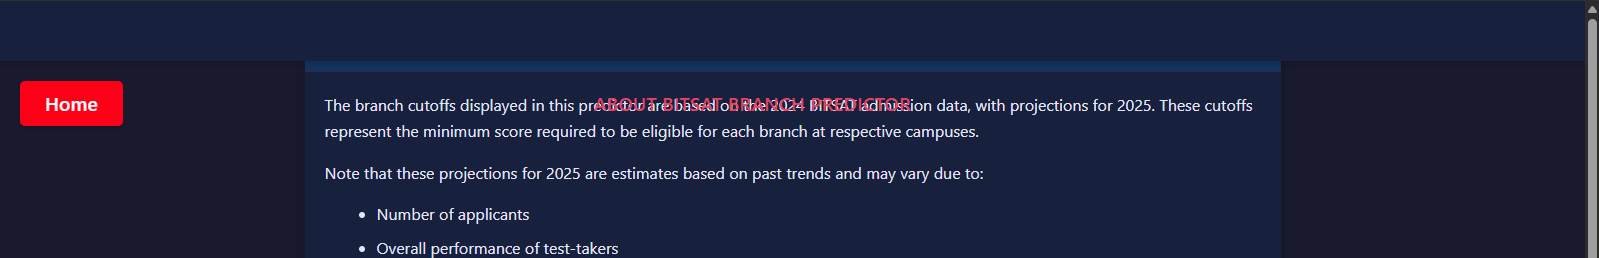 Home
ABOUT BITSAT BRANCH PREDICTOR
The branch cutoffs displayed in this predictor are based on the 2024 BITSAT admission data, with projections for 2025. These cutoffs
represent the minimum score required to be eligible for each branch at respective campuses.
Note that these projections for 2025 are estimates based on past trends and may vary due to:
• Number of applicants
• Overall performance of test-takers